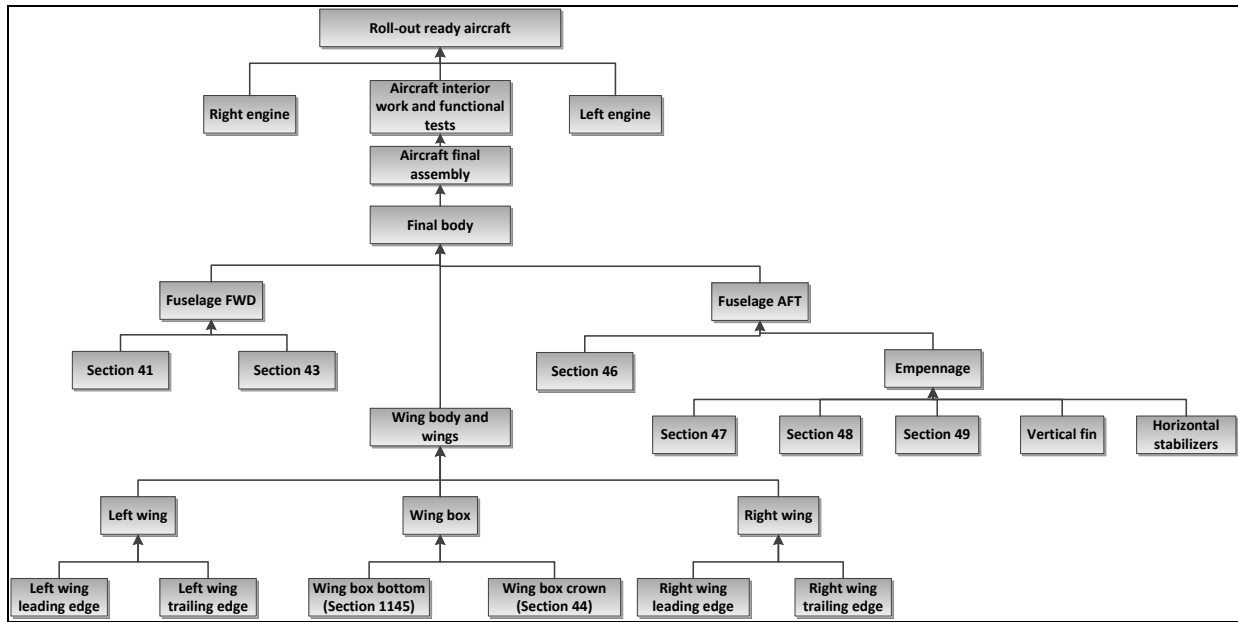 Roll-out ready aircraft
Right engine
Aircraft interior
work and functional
tests
Left engine
Aircraft final
assembly
Final body
Fuselage FWD
Fuselage AFT
Section 41
Section 43
Section 46
Empennage
Wing body and
wings
Section 47
Section 48
Section 49
Vertical fin
Horizontal
stabilizers
Left wing
Wing box
Right wing
Left wing
leading edge
Left wing
trailing edge
Wing box bottom
(Section 1145)
Wing box crown
(Section 44)
Right wing
leading edge
Right wing
trailing edge